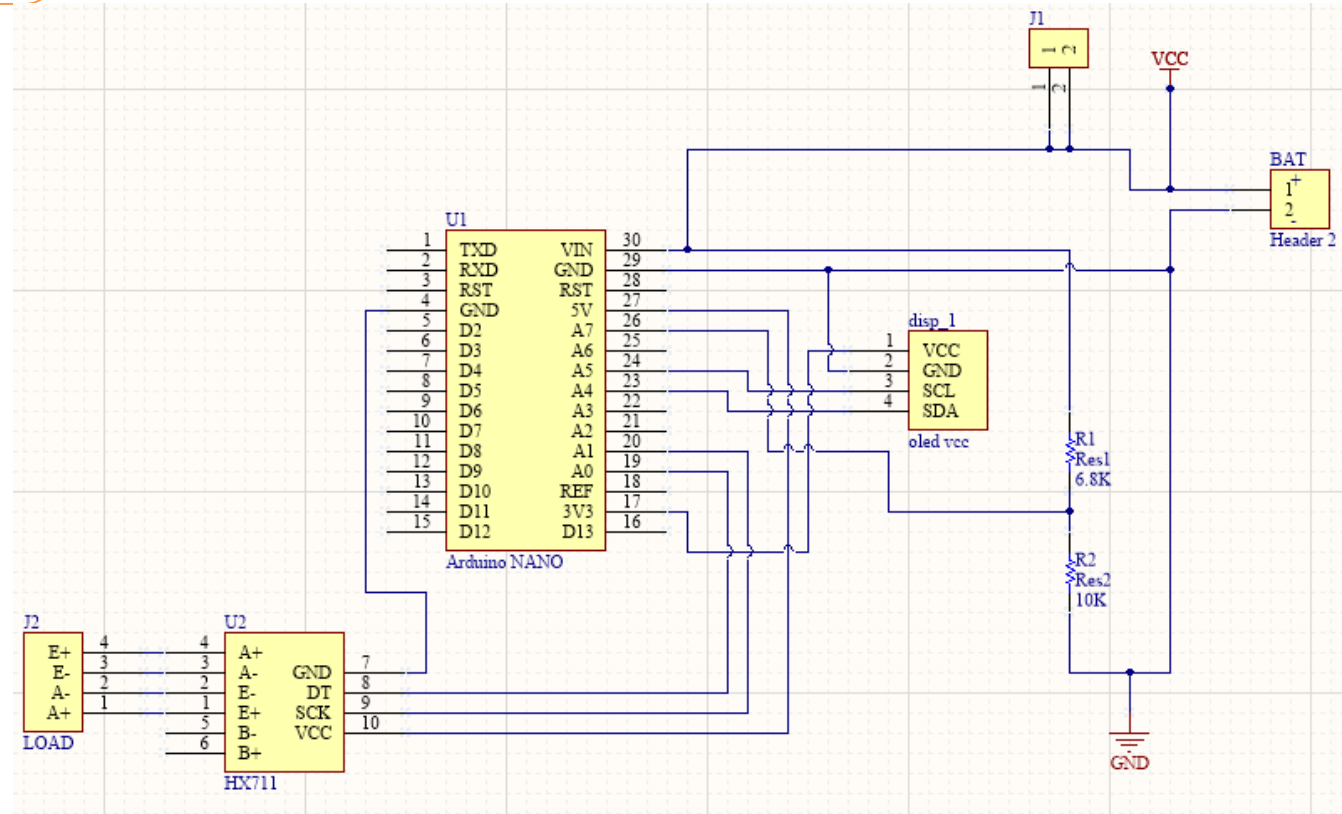 J1
1 2
1 2
VCC
BAT
+
1
2
-
Header 2
U1
1 TXD VIN 30
2 RXD GND 29
3 RST RST 28
4 GND 5V 27
5 D2 A7 26
6 D3 A6 25
7 D4 A5 24
8 D5 A4 23
9 D6 A3 22
10 D7 A2 21
11 D8 A1 20
12 D9 A0 19
13 D10 REF 18
14 D11 3V3 17
15 D12 D13 16
Arduino NANO
disp_1
1 VCC
2 GND
3 SCL
4 SDA
oled vcc
R1
Res1
6.8K
R2
Res2
10K
GND
J2
E+ 4
E- 3
A- 2
A+ 1
LOAD
U2
4 A+
3 A- GND 7
2 E- DT 8
1 E+ SCK 9
5 B- VCC 10
6 B+
HX711